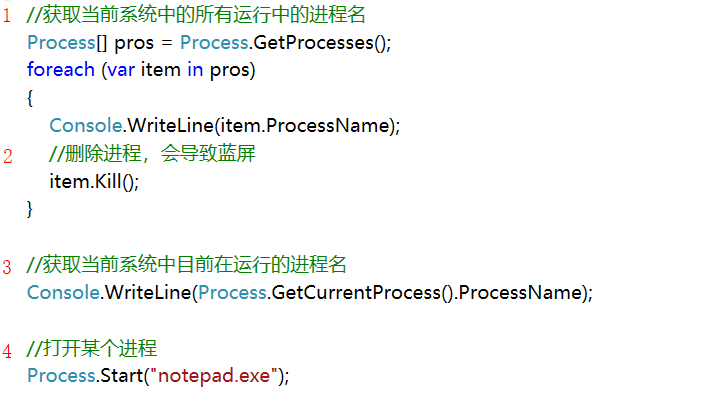 1 //获取当前系统中的所有运行中的进程名
Process[] pros = Process.GetProcesses();
foreach (var item in pros)
{
Console.WriteLine(item.ProcessName);
2 //删除进程，会导致蓝屏
item.Kill();
}
3 //获取当前系统中目前在运行的进程名
Console.WriteLine(Process.GetCurrentProcess().ProcessName);
4 //打开某个进程
Process.Start("notepad.exe");